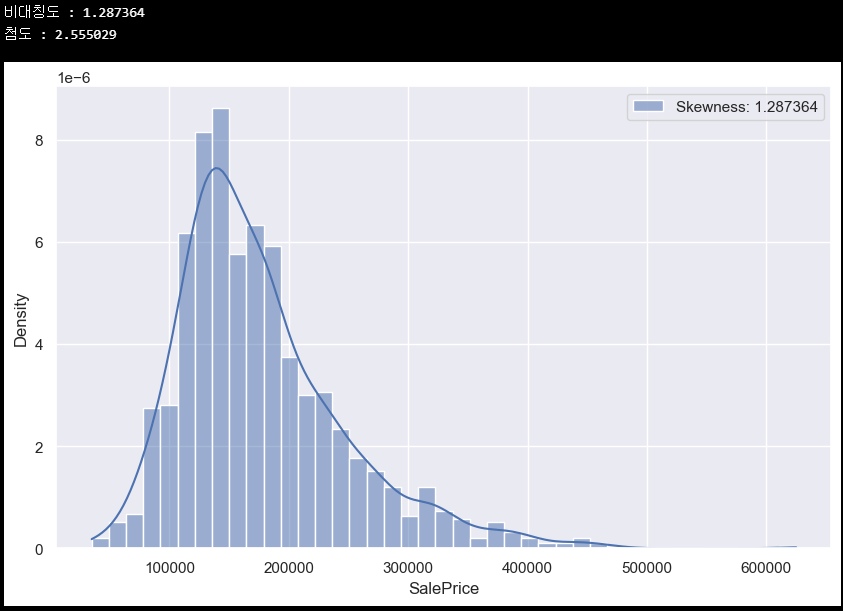 비대칭도 : 1.287364
첨도 : 2.555029
1e−6
Skewness: 1.287364
8
6
4
2
0
Density
100000 200000 300000 400000 500000 600000
SalePrice